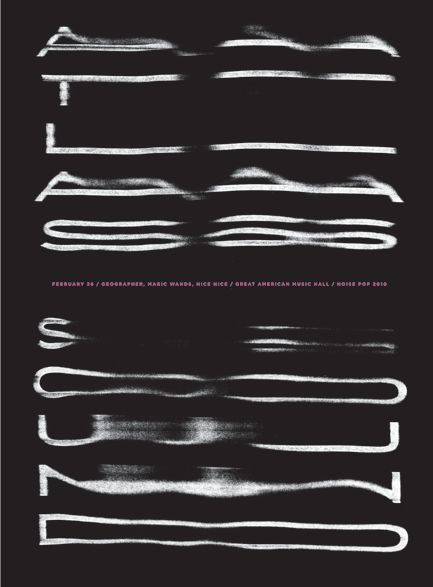 A
T
L
A
S
FEBRUARY 26 / GEOGRAPHER, MAGIC WANDS, NICE NICE / GREAT AMERICAN MUSIC HALL / NOISE POP 2010
S
O
U
N
D